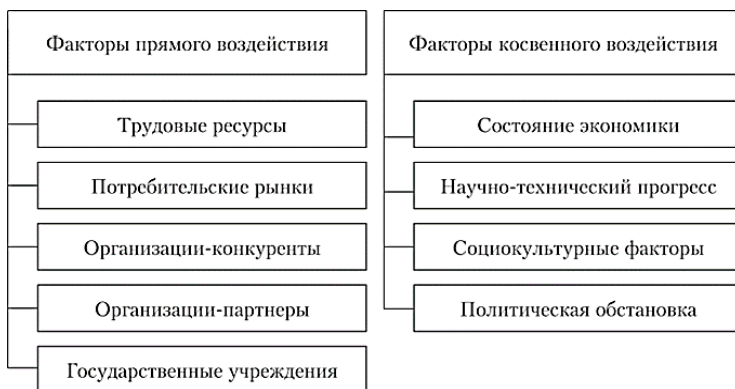 Факторы прямого воздействия
Трудовые ресурсы
Потребительские рынки
Организации-конкуренты
Организации-партнеры
Государственные учреждения
Факторы косвенного воздействия
Состояние экономики
Научно-технический прогресс
Социокультурные факторы
Политическая обстановка